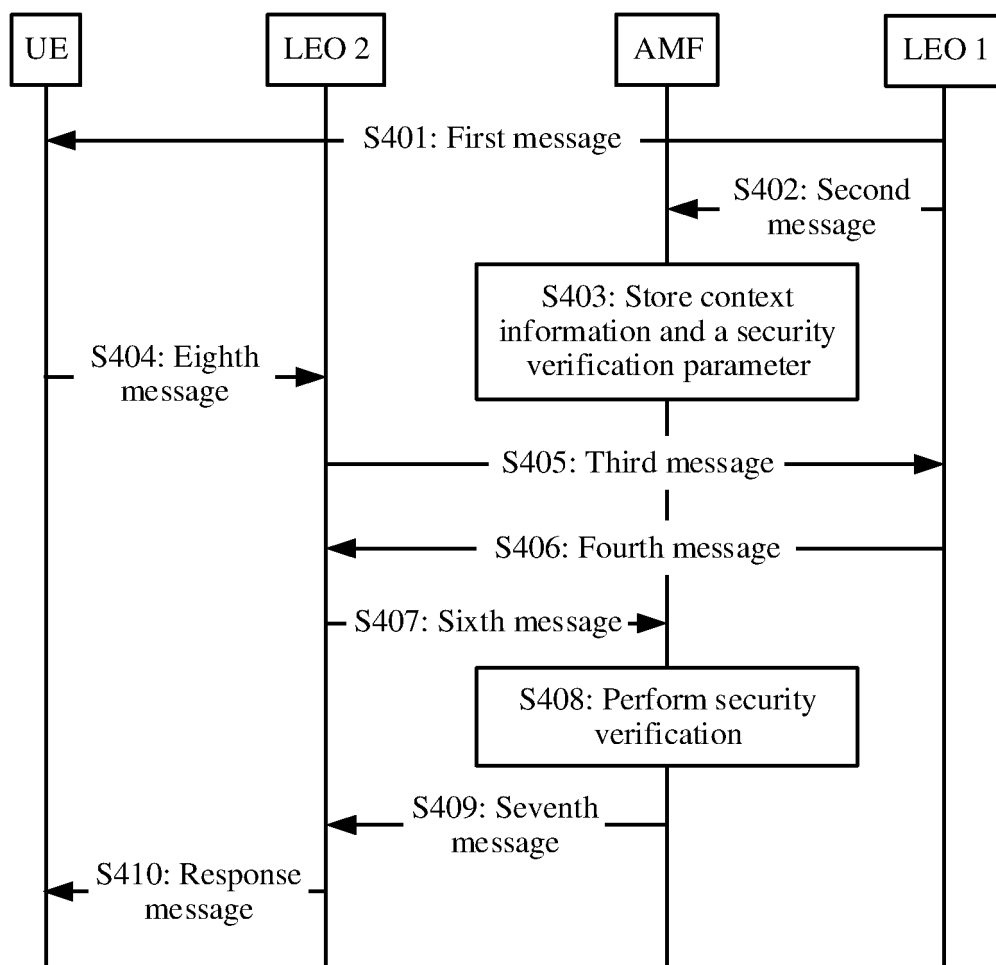 UE
LEO 2
AMF
LEO 1
S401: First message
S402: Second
message
S403: Store context
information and a security
verification parameter
S404: Eighth
message
S405: Third message
S406: Fourth message
S407: Sixth message
S408: Perform security
verification
S409: Seventh
message
S410: Response
message